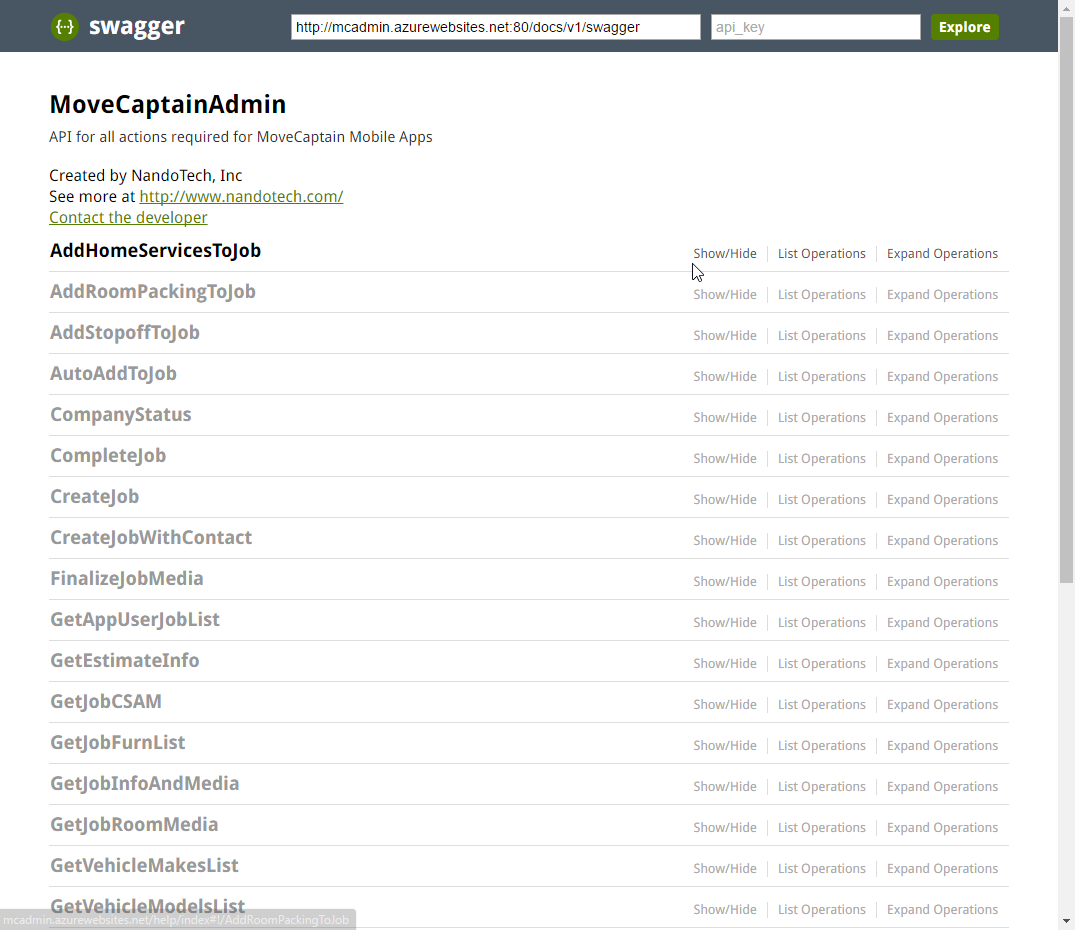 {··} swagger http://mcadmin.azurewebsites.net:80/docs/v1/swagger api_key Explore
MoveCaptainAdmin
API for all actions required for MoveCaptain Mobile Apps
Created by NandoTech, Inc
See more at http://www.nandotech.com/
Contact the developer
AddHomeServicesToJob Show/Hide List Operations Expand Operations
AddRoomPackingToJob Show/Hide List Operations Expand Operations
AddStopoffToJob Show/Hide List Operations Expand Operations
AutoAddToJob Show/Hide List Operations Expand Operations
CompanyStatus Show/Hide List Operations Expand Operations
CompleteJob Show/Hide List Operations Expand Operations
CreateJob Show/Hide List Operations Expand Operations
CreateJobWithContact Show/Hide List Operations Expand Operations
FinalizeJobMedia Show/Hide List Operations Expand Operations
GetAppUserJobList Show/Hide List Operations Expand Operations
GetEstimateInfo Show/Hide List Operations Expand Operations
GetJobCSAM Show/Hide List Operations Expand Operations
GetJobFurnList Show/Hide List Operations Expand Operations
GetJobInfoAndMedia Show/Hide List Operations Expand Operations
GetJobRoomMedia Show/Hide List Operations Expand Operations
GetVehicleMakesList Show/Hide List Operations Expand Operations
GetVehicleModelsList Show/Hide List Operations Expand Operations
mcadmin.azurewebsites.net/help/index#!/AddRoomPackingToJob